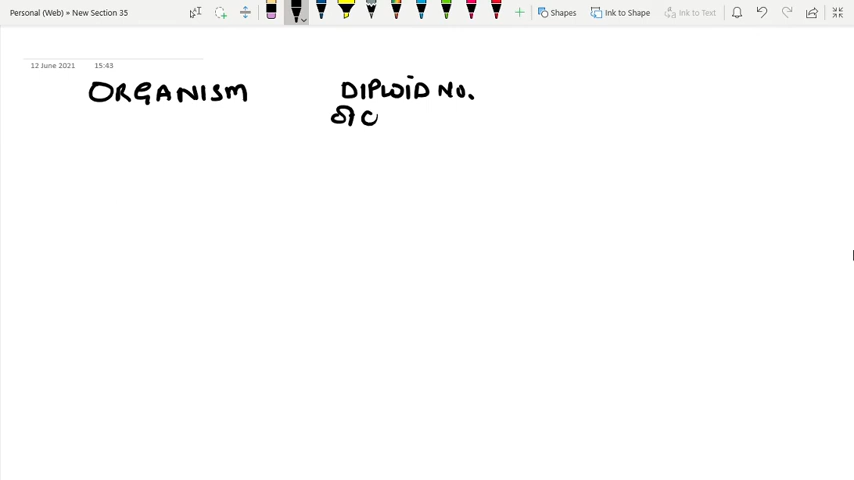 Personal (Web) » New Section 35
Shapes
Ink to Shape
Ink to Text
12 June 2021 15:43
ORGANISM DIPLOID NO.
of C